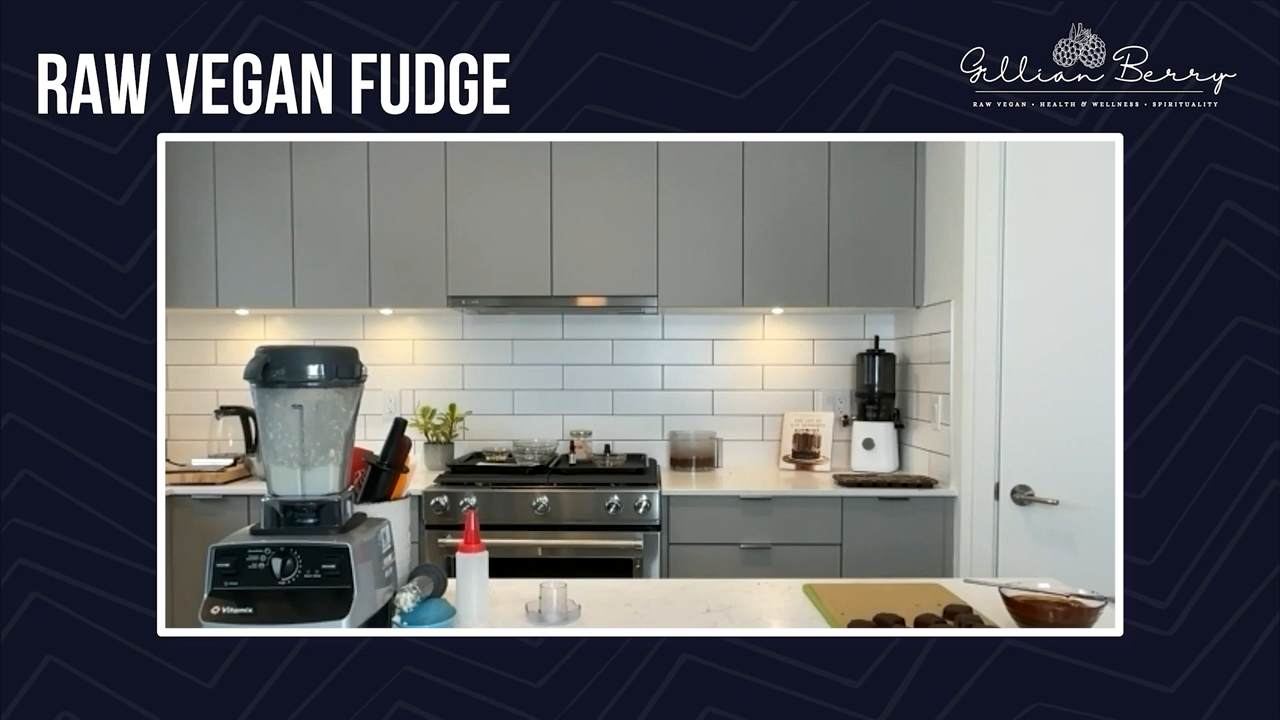 RAW VEGAN FUDGE
Gillian Berry
RAW VEGAN • HEALTH & WELLNESS • SPIRITUALITY
Vitamix